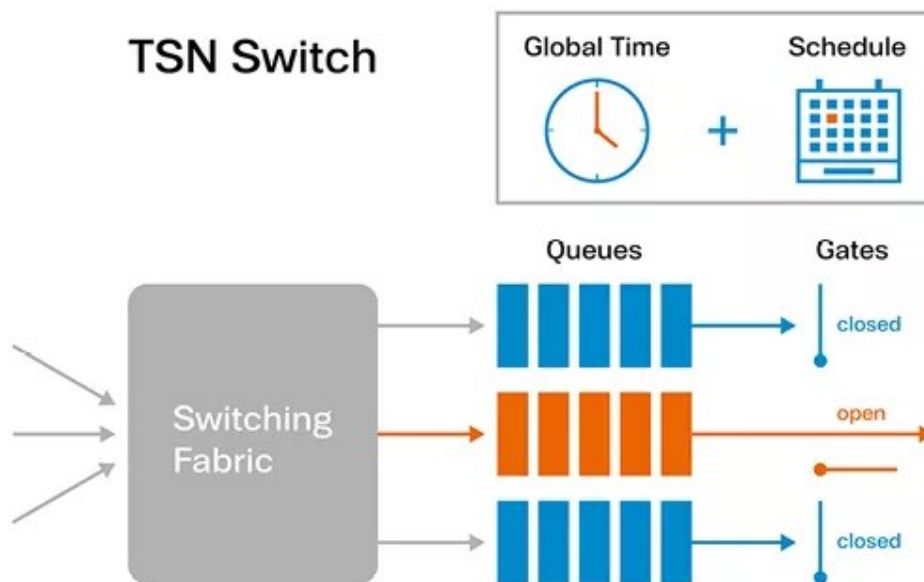 TSN Switch
Global Time
Schedule
+
Queues
Gates
closed
Switching
Fabric
open
closed